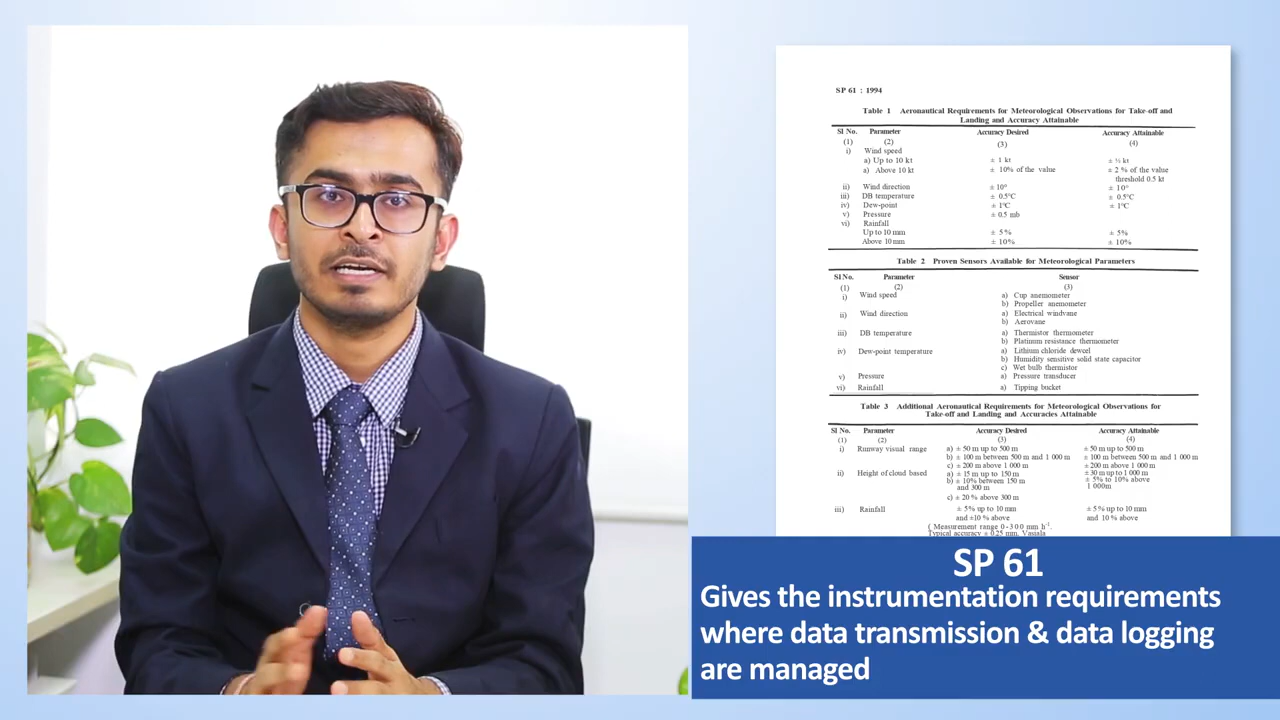 SP 61 : 1994
Table 1 Aeronautical Requirements for Meteorological Observations for Take-off and
Landing and Accuracy Attainable
Sl No. Parameter Accuracy Desired Accuracy Attainable
(1) (2) (3) (4)
i) Wind speed
a) Up to 10 kt ± 1 kt ± ½ kt
a) Above 10 kt ± 10% of the value ± 2 % of the value
threshold 0.5 kt
ii) Wind direction ± 10° ± 10°
iii) DB temperature ± 0.5°C ± 0.5°C
iv) Dew-point ± 1°C ± 1°C
v) Pressure ± 0.5 mb
vi) Rainfall
Up to 10 mm ± 5% ± 5%
Above 10 mm ± 10% ± 10%
Table 2 Proven Sensors Available for Meteorological Parameters
Sl No. Parameter Sensor
(1) (2) (3)
i) Wind speed a) Cup anemometer
b) Propeller anemometer
ii) Wind direction a) Electrical windvane
b) Aerovane
iii) DB temperature a) Thermistor thermometer
b) Platinum resistance thermometer
iv) Dew-point temperature a) Lithium chloride dewcel
b) Humidity sensitive solid state capacitor
c) Wet bulb thermistor
v) Pressure a) Pressure transducer
vi) Rainfall a) Tipping bucket
Table 3 Additional Aeronautical Requirements for Meteorological Observations for
Take-off and Landing and Accuracies Attainable
Sl No. Parameter Accuracy Desired Accuracy Attainable
(1) (2) (3) (4)
i) Runway visual range a) ± 50 m up to 500 m ± 50 m up to 500 m
b) ± 100 m between 500 m and 1 000 m ± 100 m between 500 m and 1 000 m
c) ± 200 m above 1 000 m ± 200 m above 1 000 m
ii) Height of cloud based a) ± 15 m up to 150 m ± 30 m up to 1 000 m
b) ± 10% between 150 m ± 5% to 10% above
and 300 m 1 000m
c) ± 20 % above 300 m
iii) Rainfall ± 5% up to 10 mm ± 5% up to 10 mm
and ±10 % above and 10 % above
( Measurement range 0-300 mm h-1.
Typical accuracy ± 0.25 mm. Vasiala
SP 61
Gives the instrumentation requirements
where data transmission & data logging
are managed